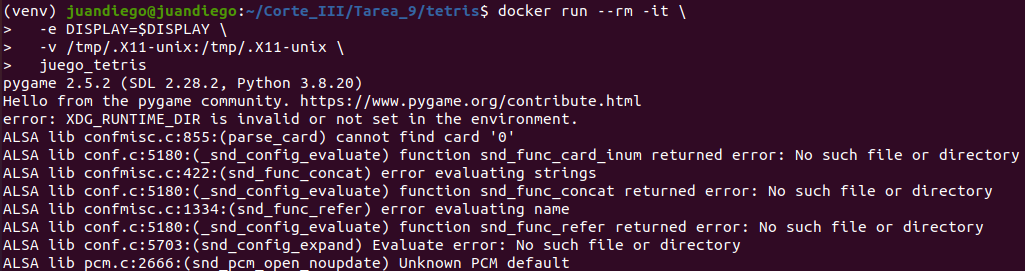 (venv) juandiego@juandiego:~/Corte_III/Tarea_9/tetris$ docker run --rm -it \
>   -e DISPLAY=$DISPLAY \
>   -v /tmp/.X11-unix:/tmp/.X11-unix \
>   juego_tetris
pygame 2.5.2 (SDL 2.28.2, Python 3.8.20)
Hello from the pygame community. https://www.pygame.org/contribute.html
error: XDG_RUNTIME_DIR is invalid or not set in the environment.
ALSA lib confmisc.c:855:(parse_card) cannot find card '0'
ALSA lib conf.c:5180:(_snd_config_evaluate) function snd_func_card_inum returned error: No such file or directory
ALSA lib confmisc.c:422:(snd_func_concat) error evaluating strings
ALSA lib conf.c:5180:(_snd_config_evaluate) function snd_func_concat returned error: No such file or directory
ALSA lib confmisc.c:1334:(snd_func_refer) error evaluating name
ALSA lib conf.c:5180:(_snd_config_evaluate) function snd_func_refer returned error: No such file or directory
ALSA lib conf.c:5703:(snd_config_expand) Evaluate error: No such file or directory
ALSA lib pcm.c:2666:(snd_pcm_open_noupdate) Unknown PCM default